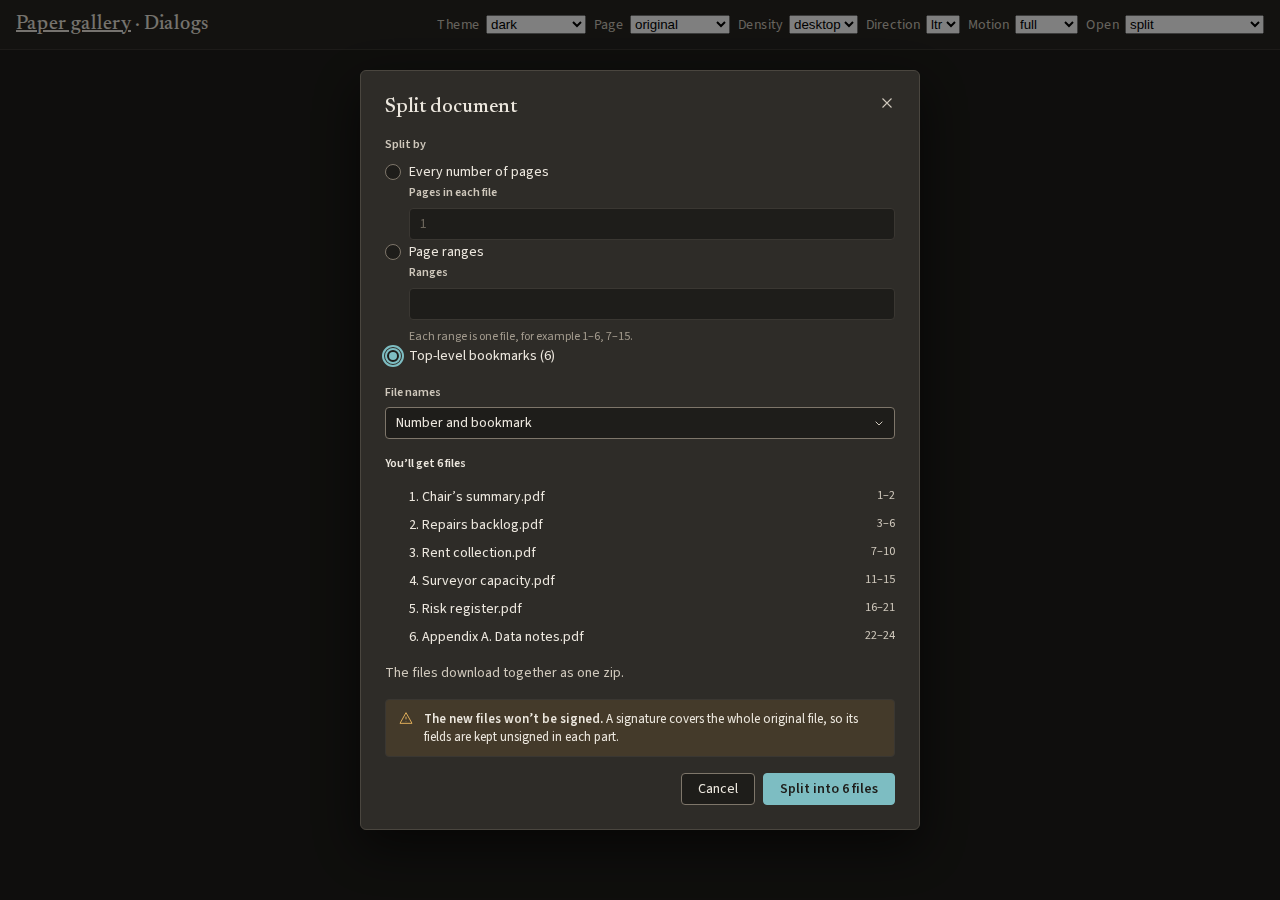 Paper gallery · Dialogs
Theme dark Page original Density desktop Direction ltr Motion full Open split
Split document
Split by
Every number of pages
Pages in each file
1
Page ranges
Ranges
Each range is one file, for example 1–6, 7–15.
Top-level bookmarks (6)
File names
Number and bookmark
You’ll get 6 files
1. Chair’s summary.pdf 1–2
2. Repairs backlog.pdf 3–6
3. Rent collection.pdf 7–10
4. Surveyor capacity.pdf 11–15
5. Risk register.pdf 16–21
6. Appendix A. Data notes.pdf 22–24
The files download together as one zip.
The new files won’t be signed. A signature covers the whole original file, so its
fields are kept unsigned in each part.
Cancel Split into 6 files